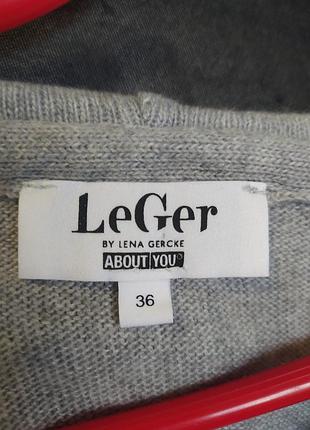 LeGer
BY LENA GERCKE
ABOUT YOU°
36